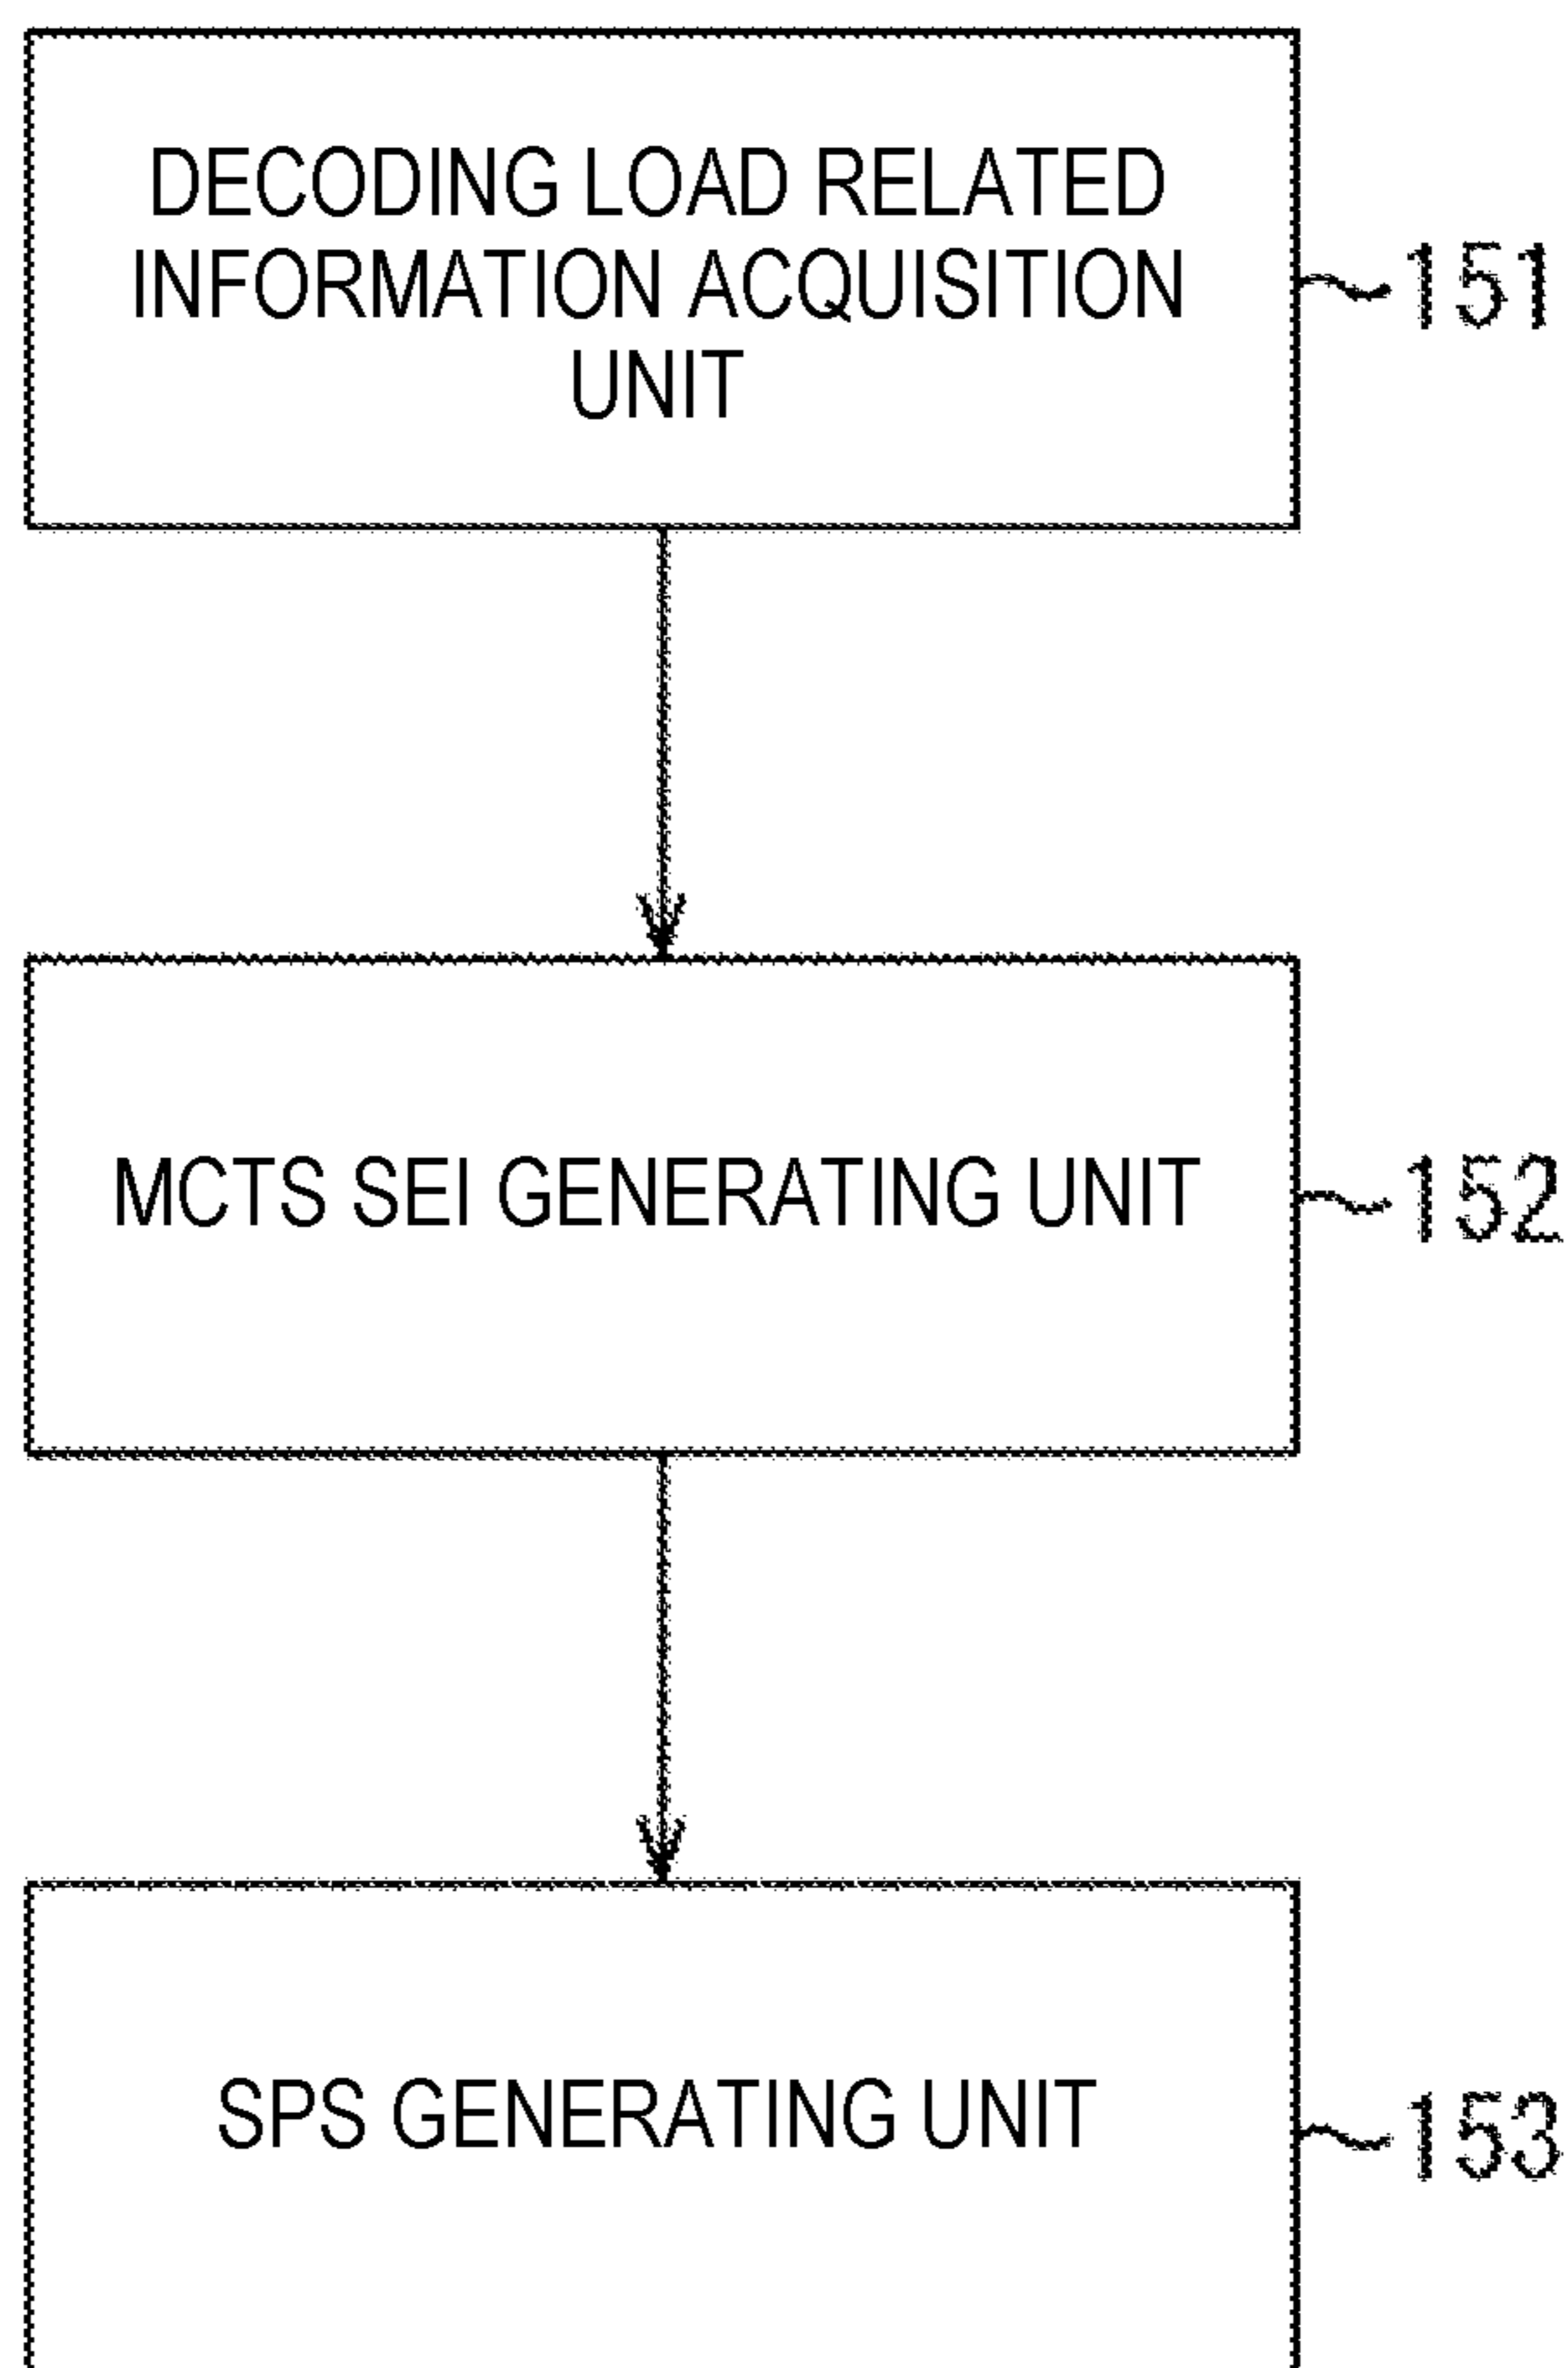 DECODING LOAD RELATED
INFORMATION ACQUISITION
UNIT
151
MCTS SEI GENERATING UNIT
152
SPS GENERATING UNIT
153